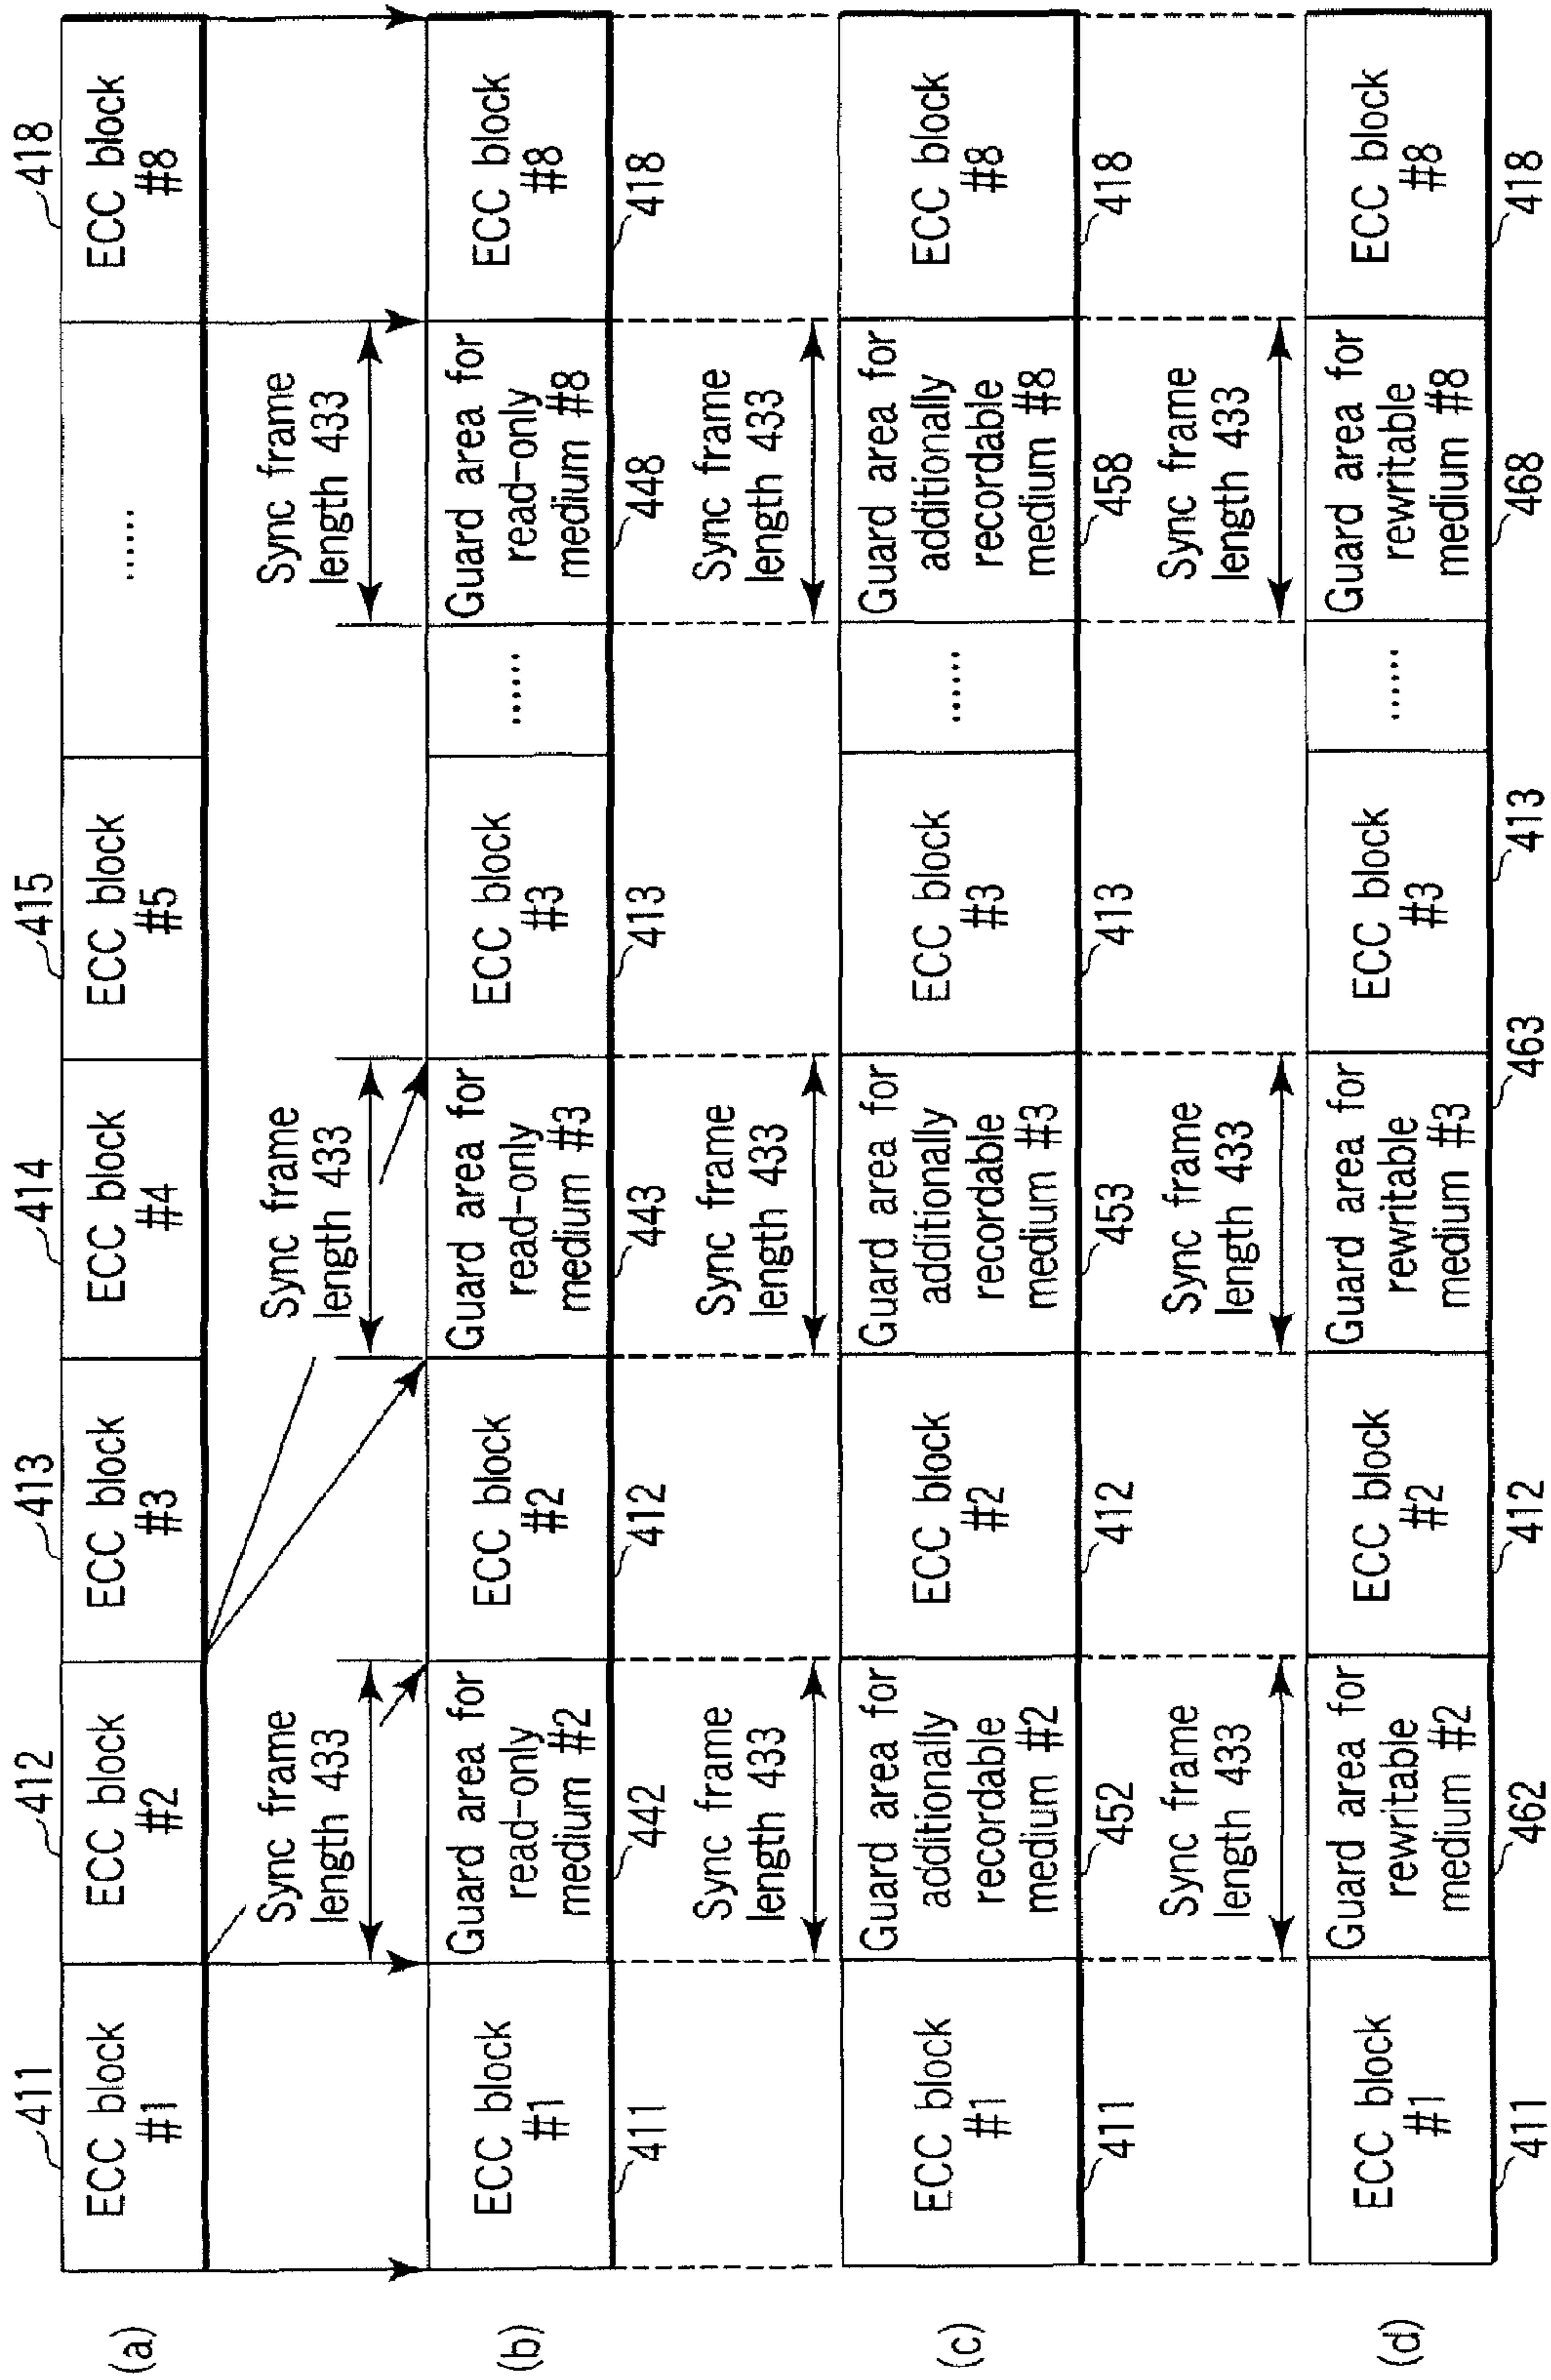 411
412
413
414
415
418
(a)
ECC block
#1
ECC block
#2
ECC block
#3
ECC block
#4
ECC block
#5
......
ECC block
#8
Sync frame
length 433
Sync frame
length 433
Sync frame
length 433
(b)
ECC block
#1
Guard area for
read-only
medium #2
ECC block
#2
Guard area for
read-only
medium #3
ECC block
#3
......
Guard area for
read-only
medium #8
ECC block
#8
411
442
412
443
413
448
418
Sync frame
length 433
Sync frame
length 433
Sync frame
length 433
(c)
ECC block
#1
Guard area for
additionally
recordable
medium #2
ECC block
#2
Guard area for
additionally
recordable
medium #3
ECC block
#3
......
Guard area for
additionally
recordable
medium #8
ECC block
#8
411
452
412
453
413
458
418
Sync frame
length 433
Sync frame
length 433
Sync frame
length 433
(d)
ECC block
#1
Guard area for
rewritable
medium #2
ECC block
#2
Guard area for
rewritable
medium #3
ECC block
#3
......
Guard area for
rewritable
medium #8
ECC block
#8
411
462
412
463
413
468
418